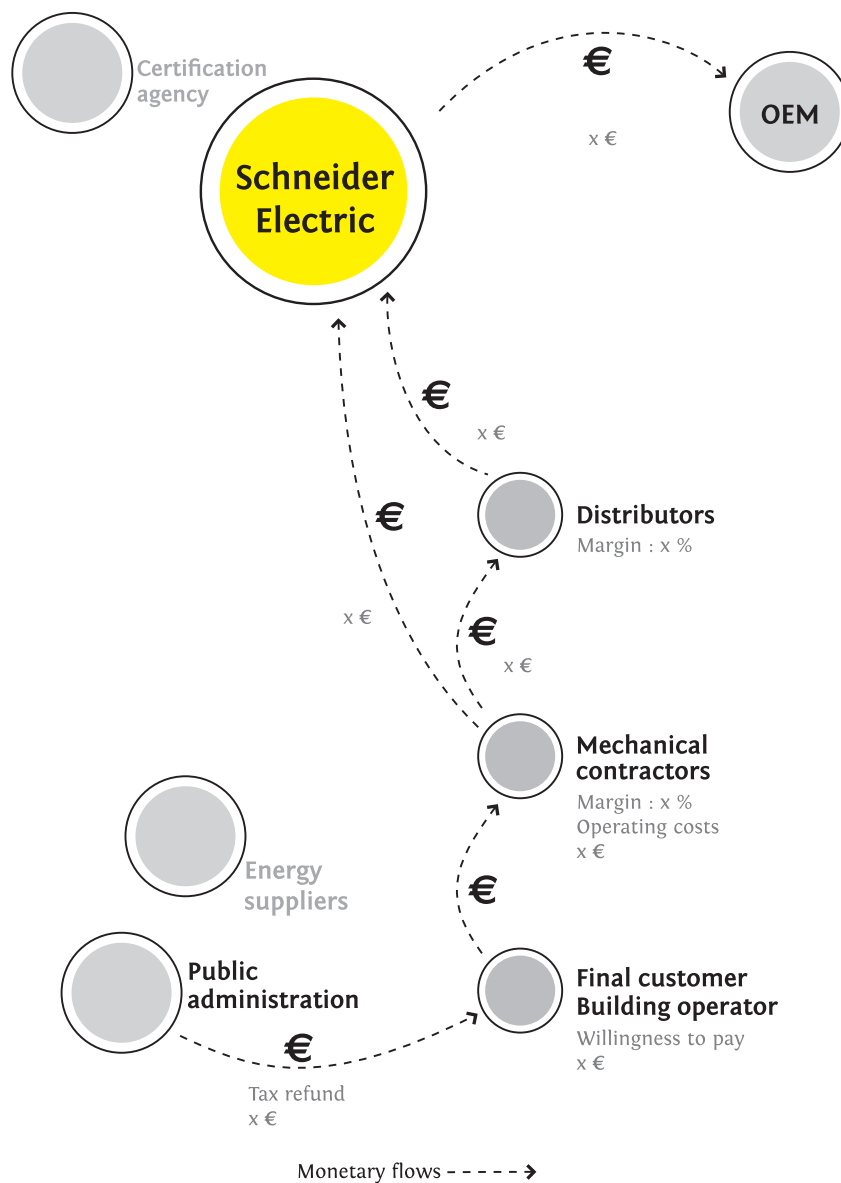 Certification
agency
€
OEM
x €
Schneider
Electric
€
x €
€
Distributors
Margin : x %
x €
€
x €
Mechanical
contractors
Margin : x %
Operating costs
x €
€
Energy
suppliers
Public
administration
Final customer
Building operator
Willingness to pay
x €
€
Tax refund
x €
Monetary flows